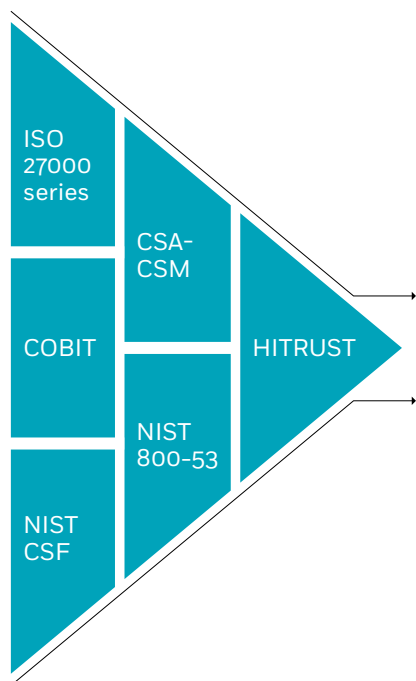 ISO
27000
series
COBIT
NIST
CSF
CSA-
CSM
NIST
800-53
HITRUST